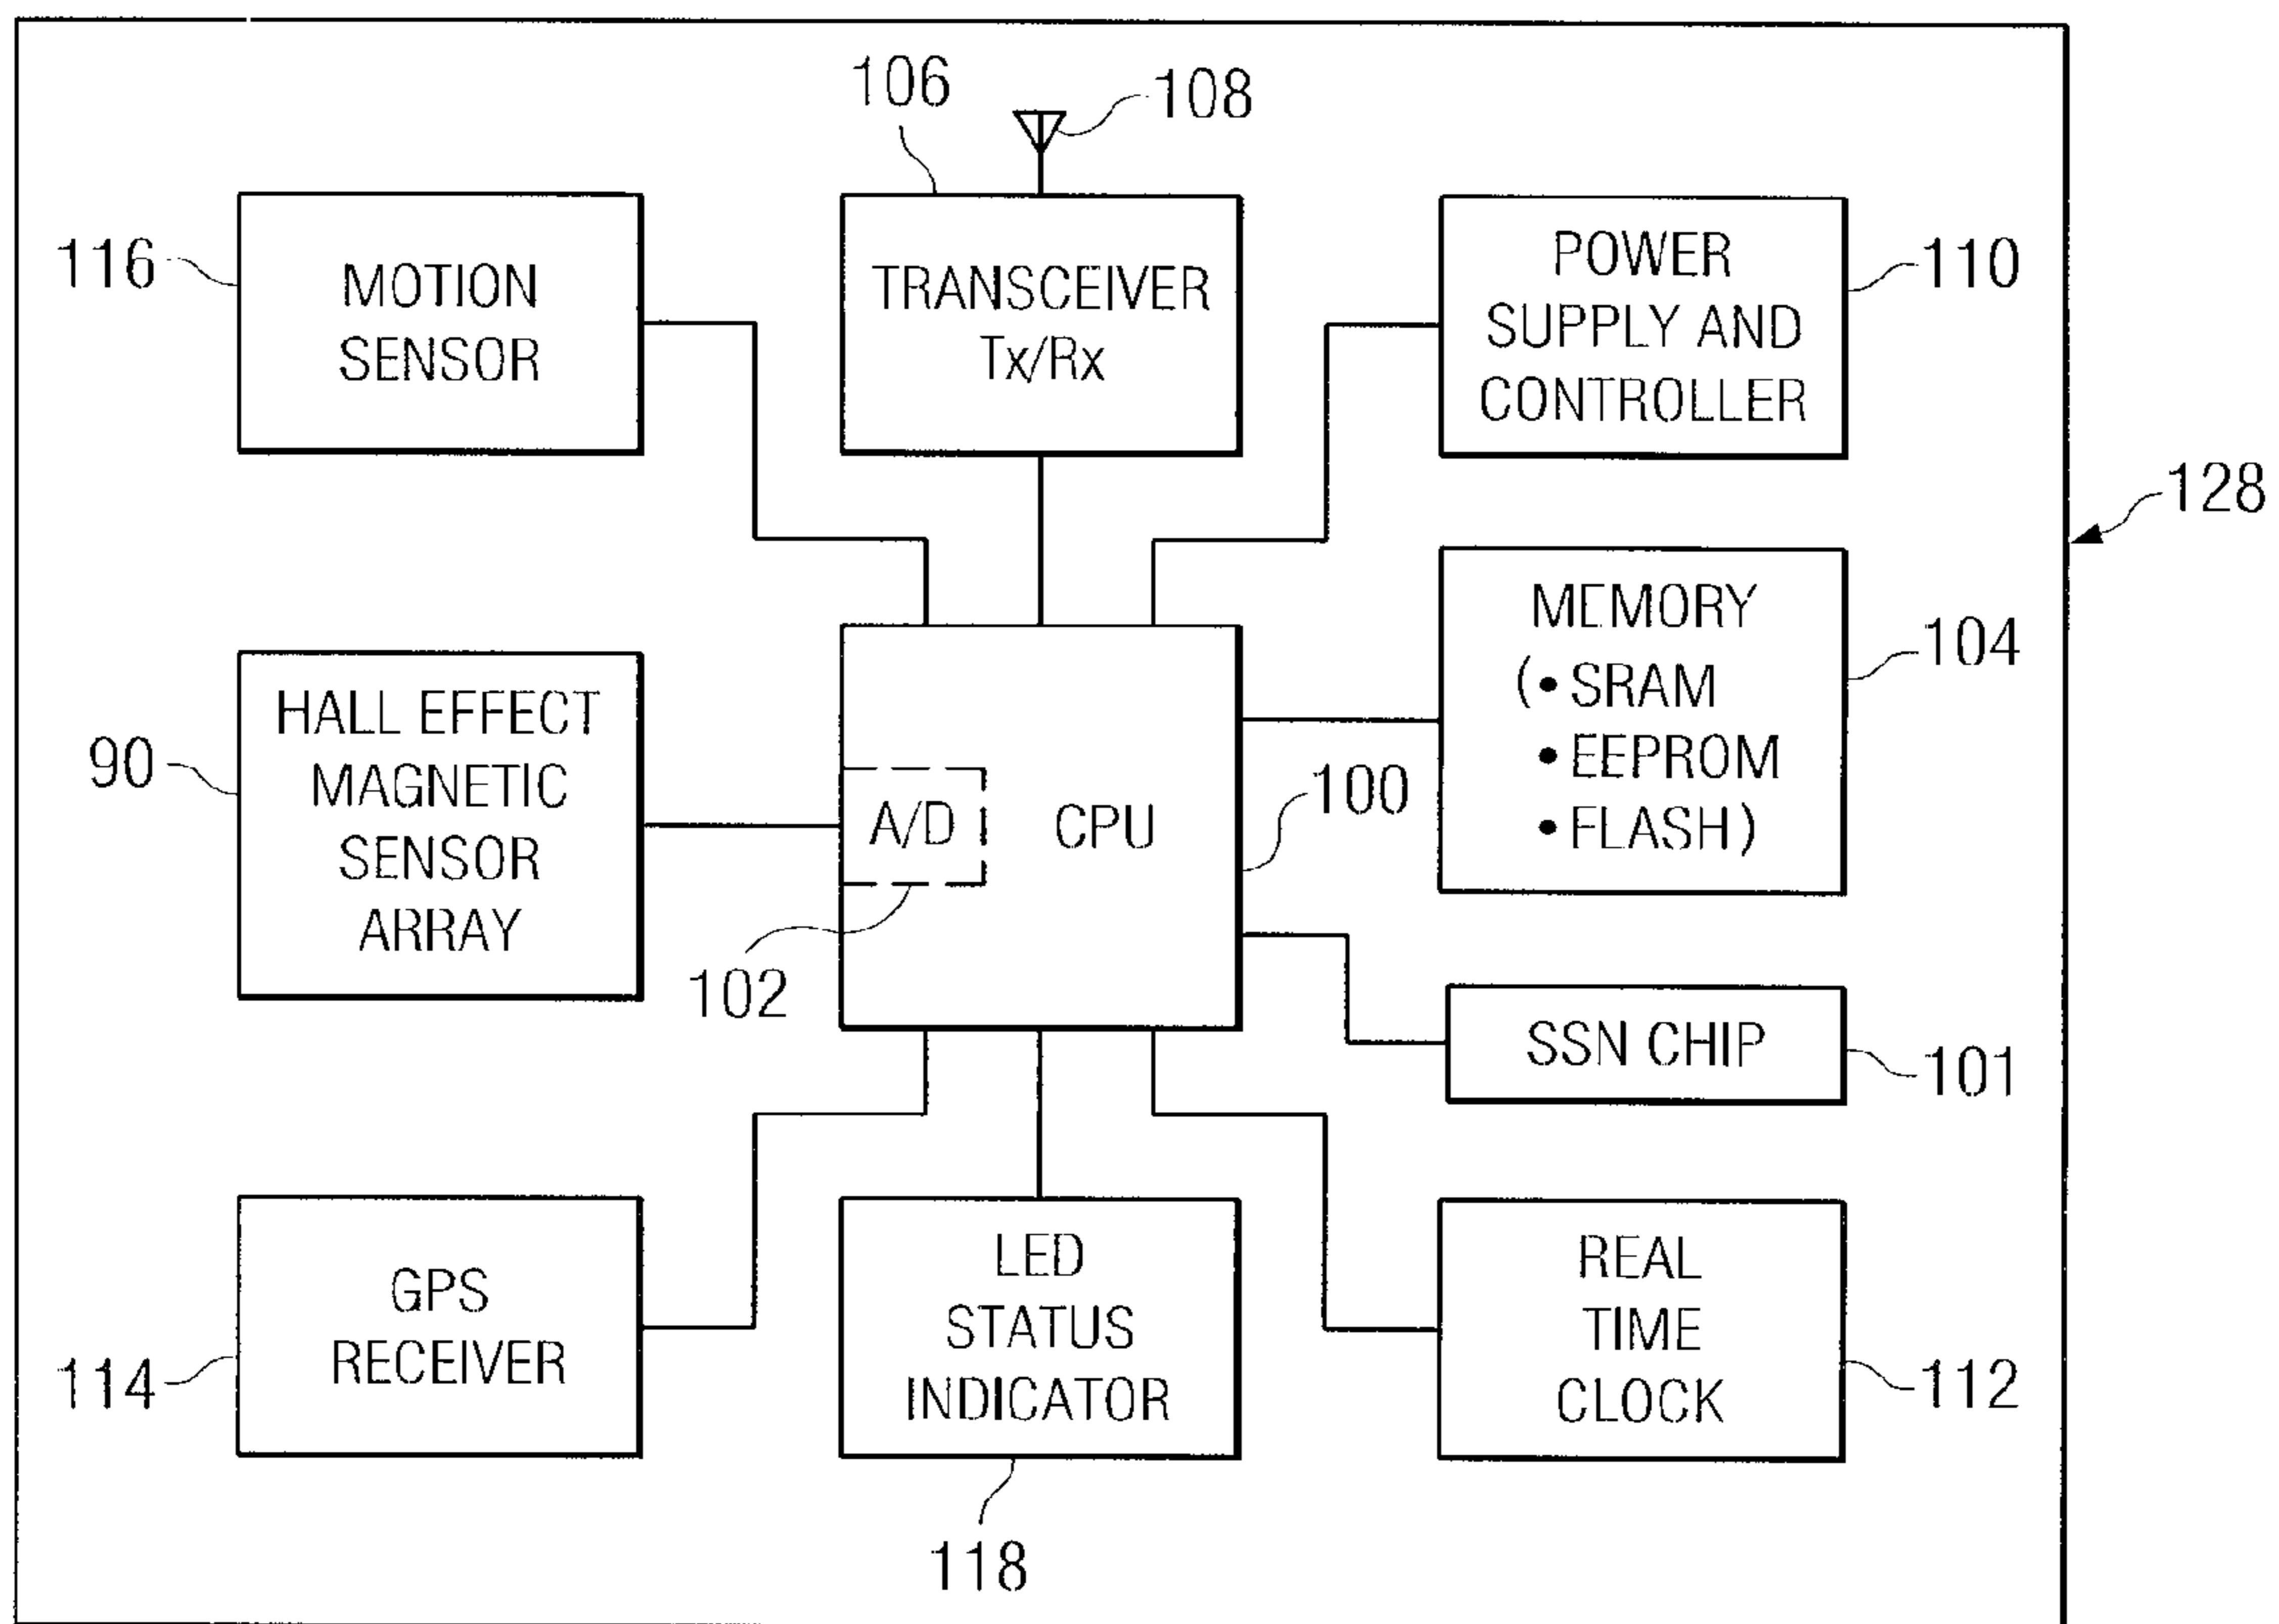 106
108
116
MOTION
SENSOR
TRANSCEIVER
Tx/Rx
POWER
SUPPLY AND
CONTROLLER
110
128
90
HALL EFFECT
MAGNETIC
SENSOR
ARRAY
A/D
CPU
102
100
MEMORY
(• SRAM
• EEPROM
• FLASH)
104
SSN CHIP
101
114
GPS
RECEIVER
LED
STATUS
INDICATOR
118
REAL
TIME
CLOCK
112